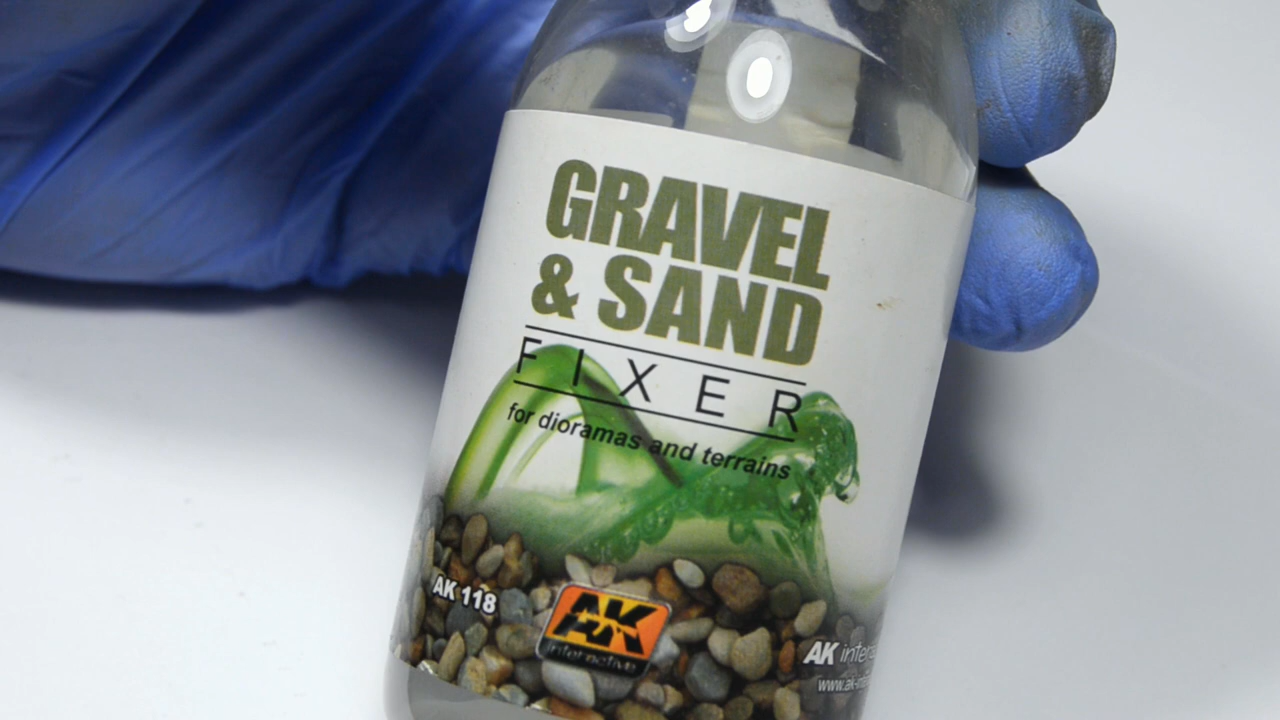 GRAVEL
& SAND
FIXER
for dioramas and terrains
AK 118
AK
interactive
AK